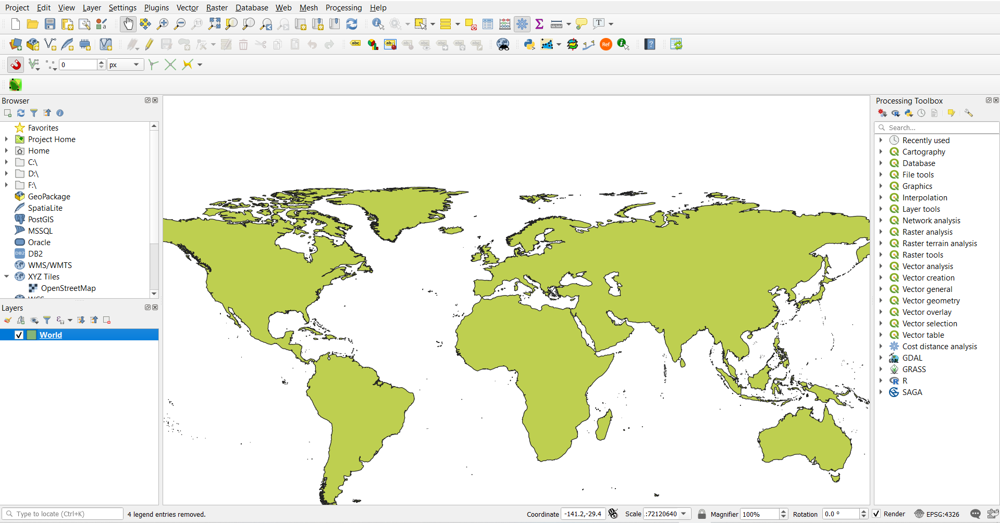 Project Edit View Layer Settings Plugins Vector Raster Database Web Mesh Processing Help
0 px
Browser
Favorites
Project Home
Home
C:\
D:\
F:\
GeoPackage
SpatiaLite
PostGIS
MSSQL
Oracle
DB2
WMS/WMTS
XYZ Tiles
OpenStreetMap
Layers
World
Processing Toolbox
Search...
Recently used
Cartography
Database
File tools
Graphics
Interpolation
Layer tools
Network analysis
Raster analysis
Raster terrain analysis
Raster tools
Vector analysis
Vector creation
Vector general
Vector geometry
Vector overlay
Vector selection
Vector table
Cost distance analysis
GDAL
GRASS
R
SAGA
Type to locate (Ctrl+K) 4 legend entries removed. Coordinate -141.2,-29.4 Scale :72120640 Magnifier 100% Rotation 0.0 ° Render EPSG:4326